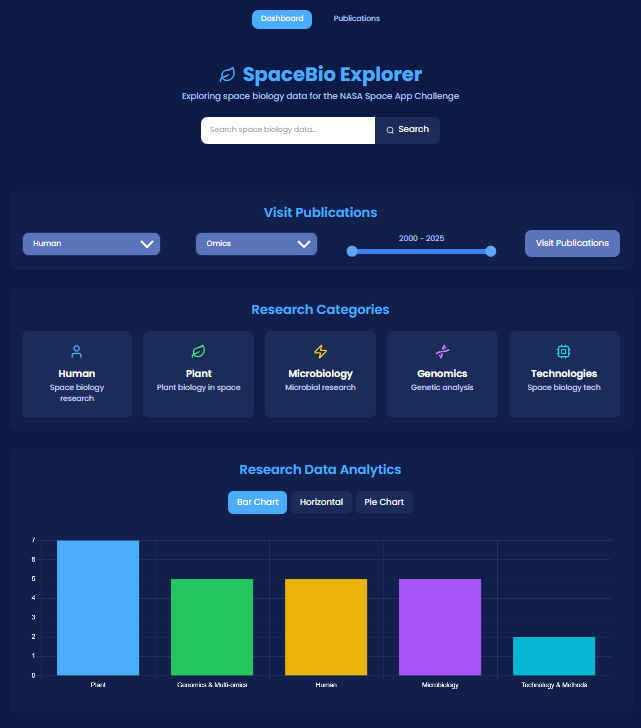 Dashboard Publications
SpaceBio Explorer
Exploring space biology data for the NASA Space App Challenge
Search space biology data... Search
Visit Publications
Human Omics 2000 - 2025 Visit Publications
Research Categories
Human Plant Microbiology Genomics Technologies
Space biology research Plant biology in space Microbial research Genetic analysis Space biology tech
Research Data Analytics
Bar Chart Horizontal Pie Chart
7
6
5
4
3
2
1
0
Plant Genomics & Multi-omics Human Microbiology Technology & Methods